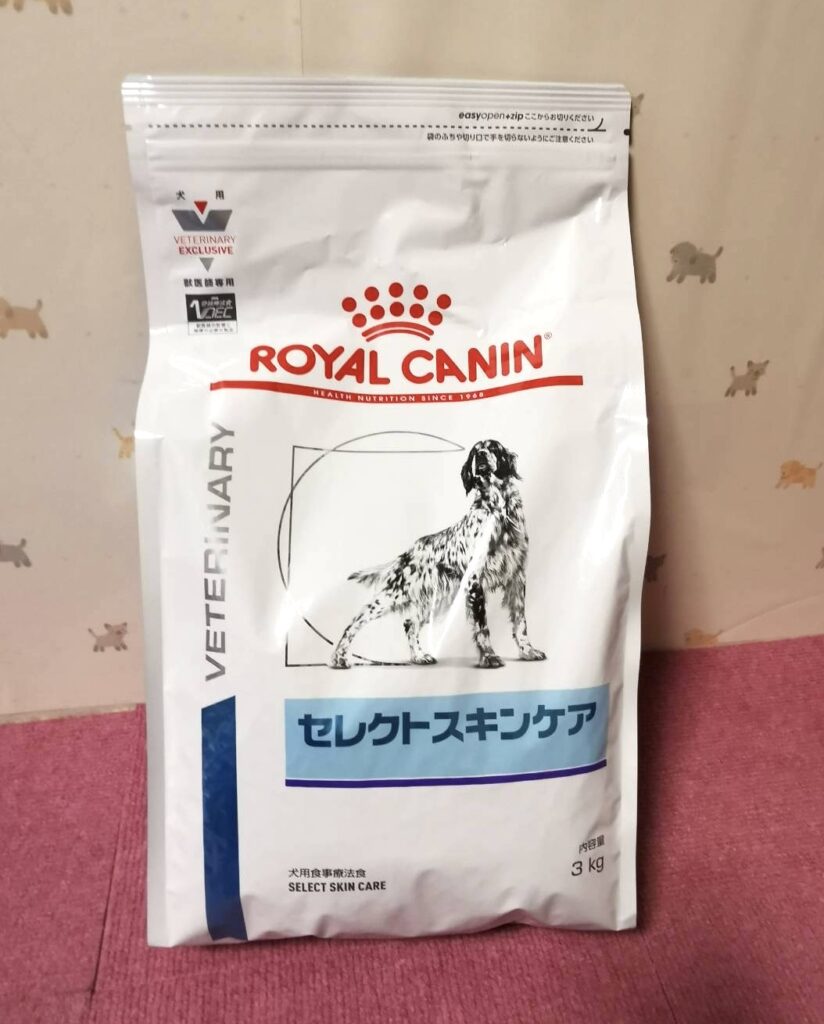 easyopen+zip ここからお切りください
袋のふちや切り口で手を切らないようにご注意ください
犬 用
VETERINARY
EXCLUSIVE
獣医師専用
ROYAL CANIN®
HEALTH NUTRITION SINCE 1968
VETERINARY
セレクトスキンケア
内容量
3 kg
犬用食事療法食
SELECT SKIN CARE